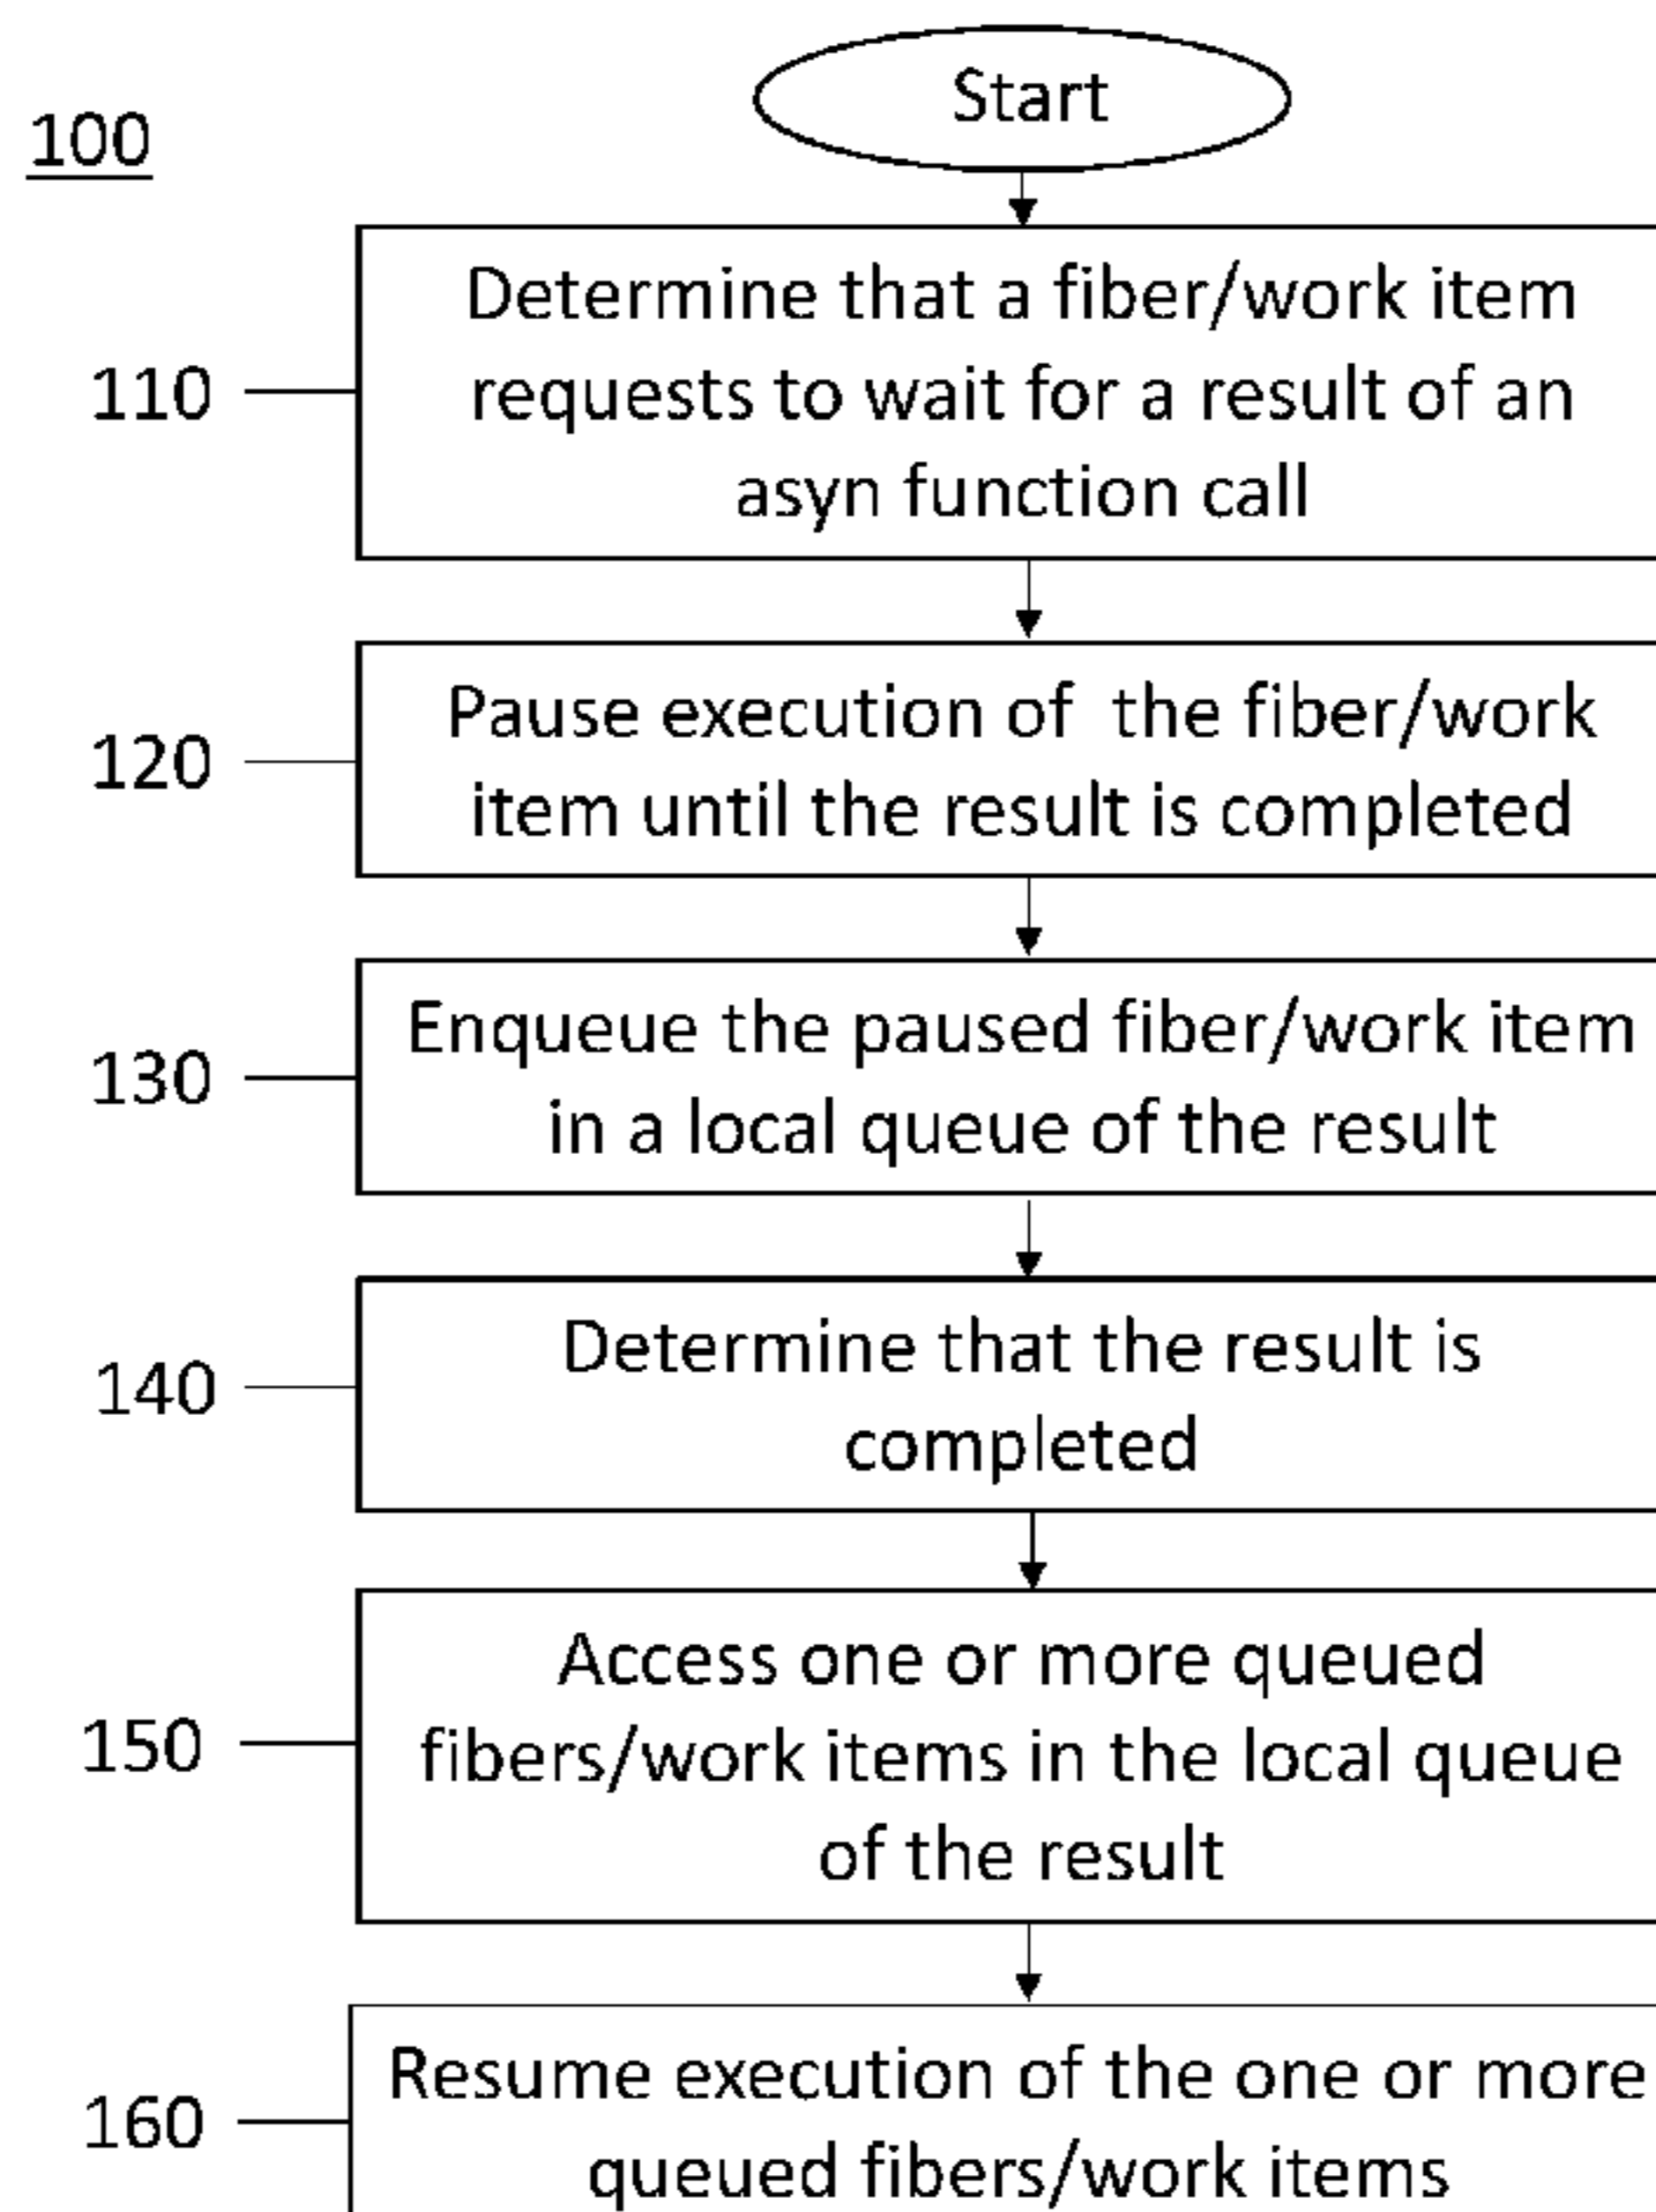 Start
100
Determine that a fiber/work item
110
requests to wait for a result of an
asyn function call
Pause execution of the fiber/work
120
item until the result is completed
Enqueue the paused fiber/work item
130
in a local queue of the result
Determine that the result is
140
completed
Access one or more queued
150
fibers/work items in the local queue
of the result
Resume execution of the one or more
160
queued fibers/work items